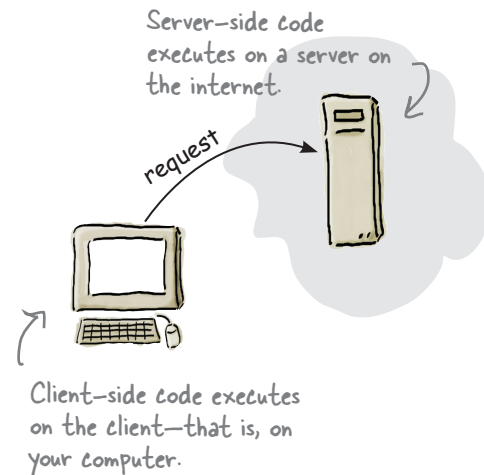 Server-side code
executes on a server on
the internet.
request
Client-side code executes
on the client—that is, on
your computer.